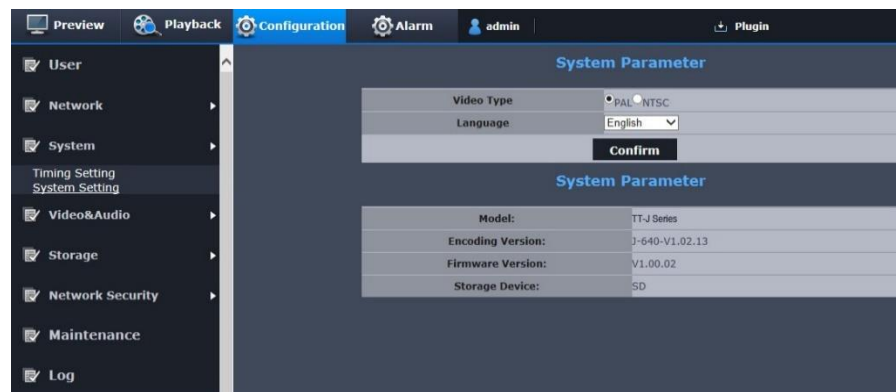 Preview Playback Configuration Alarm admin Plugin
User
Network
System
Timing Setting
System Setting
Video&Audio
Storage
Network Security
Maintenance
Log
System Parameter
Video Type PAL NTSC
Language English
Confirm
System Parameter
Model: TT-J Series
Encoding Version: J-640-V1.02.13
Firmware Version: V1.00.02
Storage Device: SD